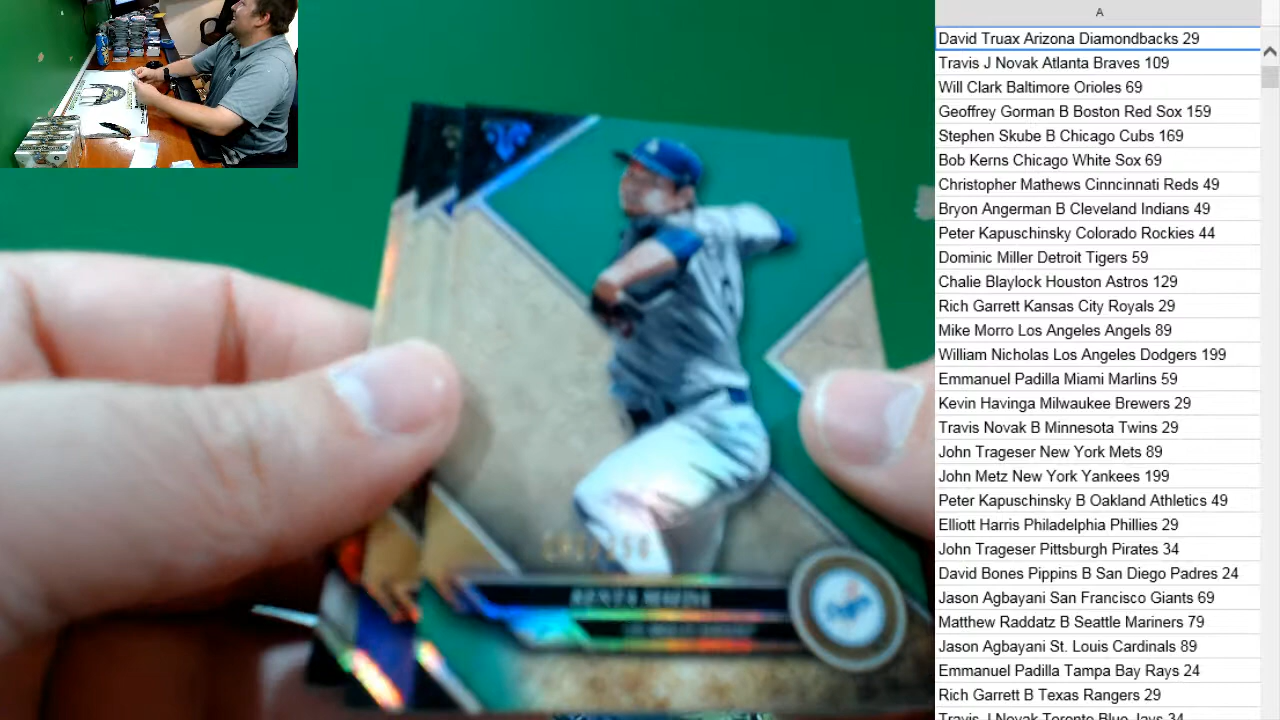 A
David Truax Arizona Diamondbacks 29
Travis J Novak Atlanta Braves 109
Will Clark Baltimore Orioles 69
Geoffrey Gorman B Boston Red Sox 159
Stephen Skube B Chicago Cubs 169
Bob Kerns Chicago White Sox 69
Christopher Mathews Cinncinnati Reds 49
Bryon Angerman B Cleveland Indians 49
Peter Kapuschinsky Colorado Rockies 44
Dominic Miller Detroit Tigers 59
Chalie Blaylock Houston Astros 129
Rich Garrett Kansas City Royals 29
Mike Morro Los Angeles Angels 89
William Nicholas Los Angeles Dodgers 199
Emmanuel Padilla Miami Marlins 59
Kevin Havinga Milwaukee Brewers 29
Travis Novak B Minnesota Twins 29
John Trageser New York Mets 89
John Metz New York Yankees 199
Peter Kapuschinsky B Oakland Athletics 49
Elliott Harris Philadelphia Phillies 29
John Trageser Pittsburgh Pirates 34
David Bones Pippins B San Diego Padres 24
Jason Agbayani San Francisco Giants 69
Matthew Raddatz B Seattle Mariners 79
Jason Agbayani St. Louis Cardinals 89
Emmanuel Padilla Tampa Bay Rays 24
Rich Garrett B Texas Rangers 29
Travis J Novak Toronto Blue Jays 34
KENTA MAEDA